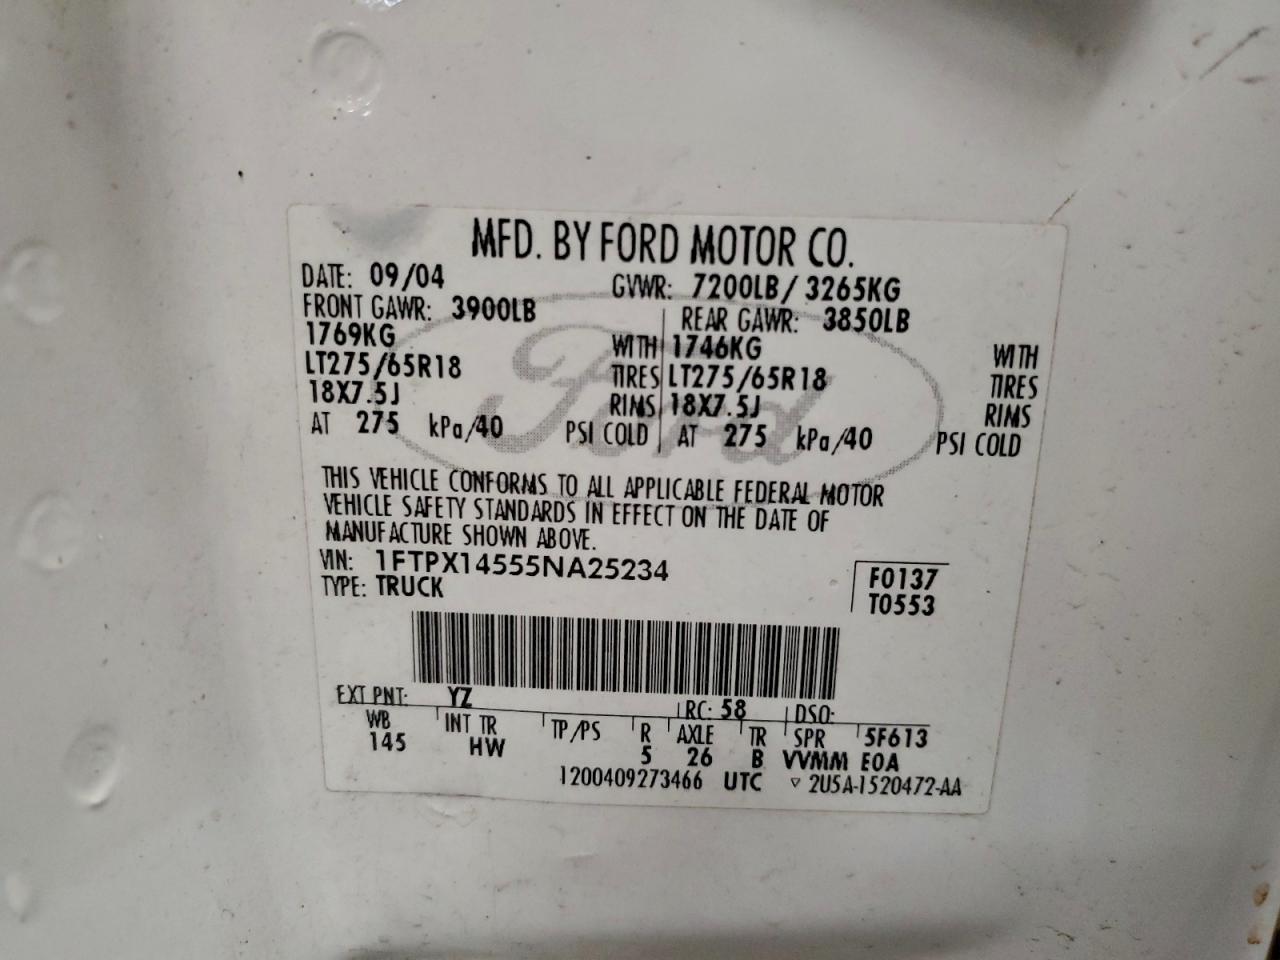 MFD. BY FORD MOTOR CO.
DATE: 09/04 GVWR: 7200LB/ 3265KG
FRONT GAWR: 3900LB REAR GAWR: 3850LB
1769KG WITH 1746KG WITH
LT275/65R18 TIRES LT275/65R18 TIRES
18X7.5J RIMS 18X7.5J RIMS
AT 275 kPa/40 PSI COLD AT 275 kPa/40 PSI COLD
Ford
THIS VEHICLE CONFORMS TO ALL APPLICABLE FEDERAL MOTOR
VEHICLE SAFETY STANDARDS IN EFFECT ON THE DATE OF
MANUFACTURE SHOWN ABOVE.
VIN: 1FTPX14555NA25234 F0137
TYPE: TRUCK T0553
EXT PNT: YZ RC: 58 DSO:
WB INT TR TP/PS R AXLE TR SPR 5F613
145 HW 5 26 B VVMM EOA
1200409273466 UTC ▿ 2U5A-1520472-AA